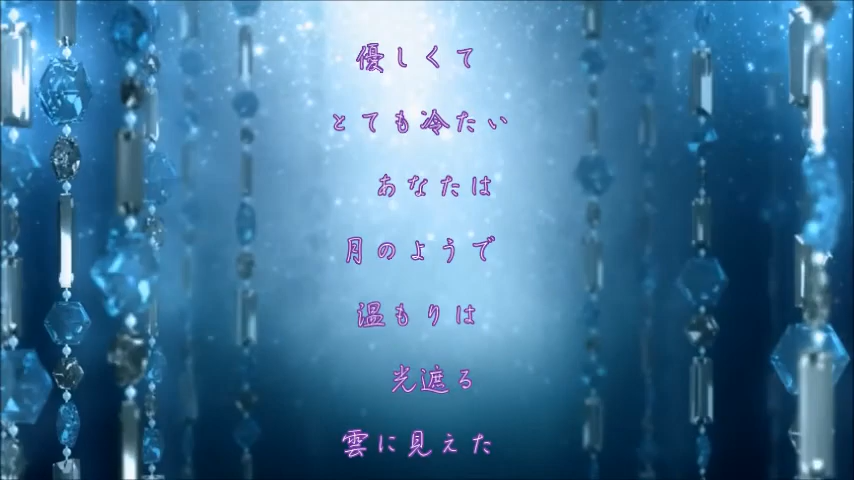 優しくて
とても冷たい
あなたは
月のようで
温もりは
光遮る
雲に見えた